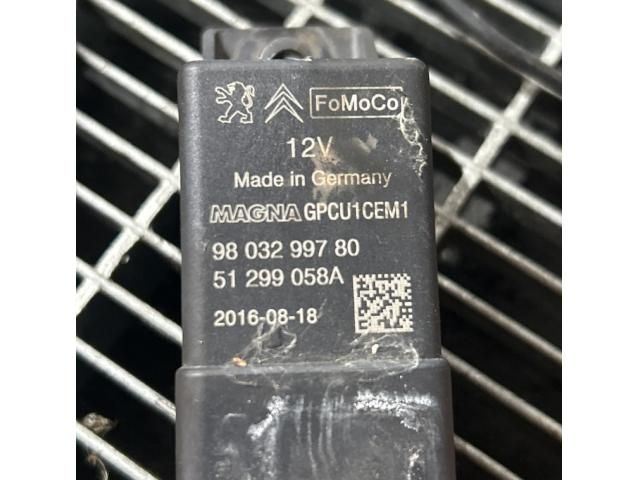 FoMoCo
12V
Made in Germany
MAGNA GPCU1CEM1
98 032 997 80
51 299 058A
2016-08-18